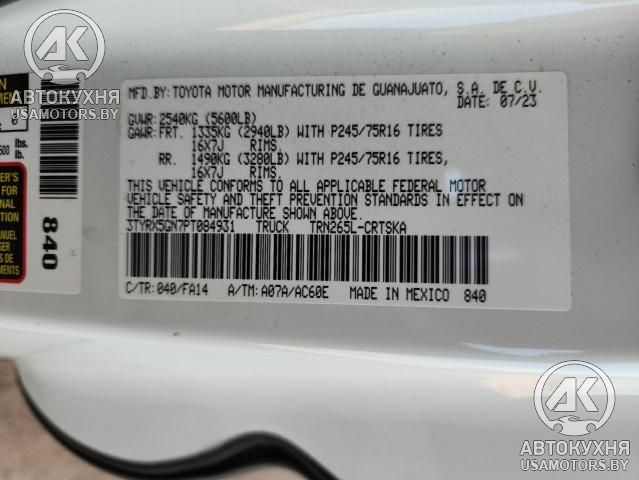 AK
АВТОКУХНЯ
USAMOTORS.BY
MFD.BY:TOYOTA MOTOR MANUFACTURING DE GUANAJUATO, S.A. DE C.V.
DATE: 07/23
GVWR:2540KG (5600LB)
GAWR:FRT. 1335KG (2940LB) WITH P245/75R16 TIRES
16X7J RIMS,
RR. 1490KG (3280LB) WITH P245/75R16 TIRES,
16X7J RIMS.
THIS VEHICLE CONFORMS TO ALL APPLICABLE FEDERAL MOTOR
VEHICLE SAFETY AND THEFT PREVENTION STANDARDS IN EFFECT
ON THE DATE OF MANUFACTURE SHOWN ABOVE.
3TYRX5GN7PT084931 TRUCK TRN265L-CRTSKA
C/TR: 040/FA14 A/TM: A07A/AC60E MADE IN MEXICO 840
840
lbs.
AK
АВТОКУХНЯ
USAMOTORS.BY